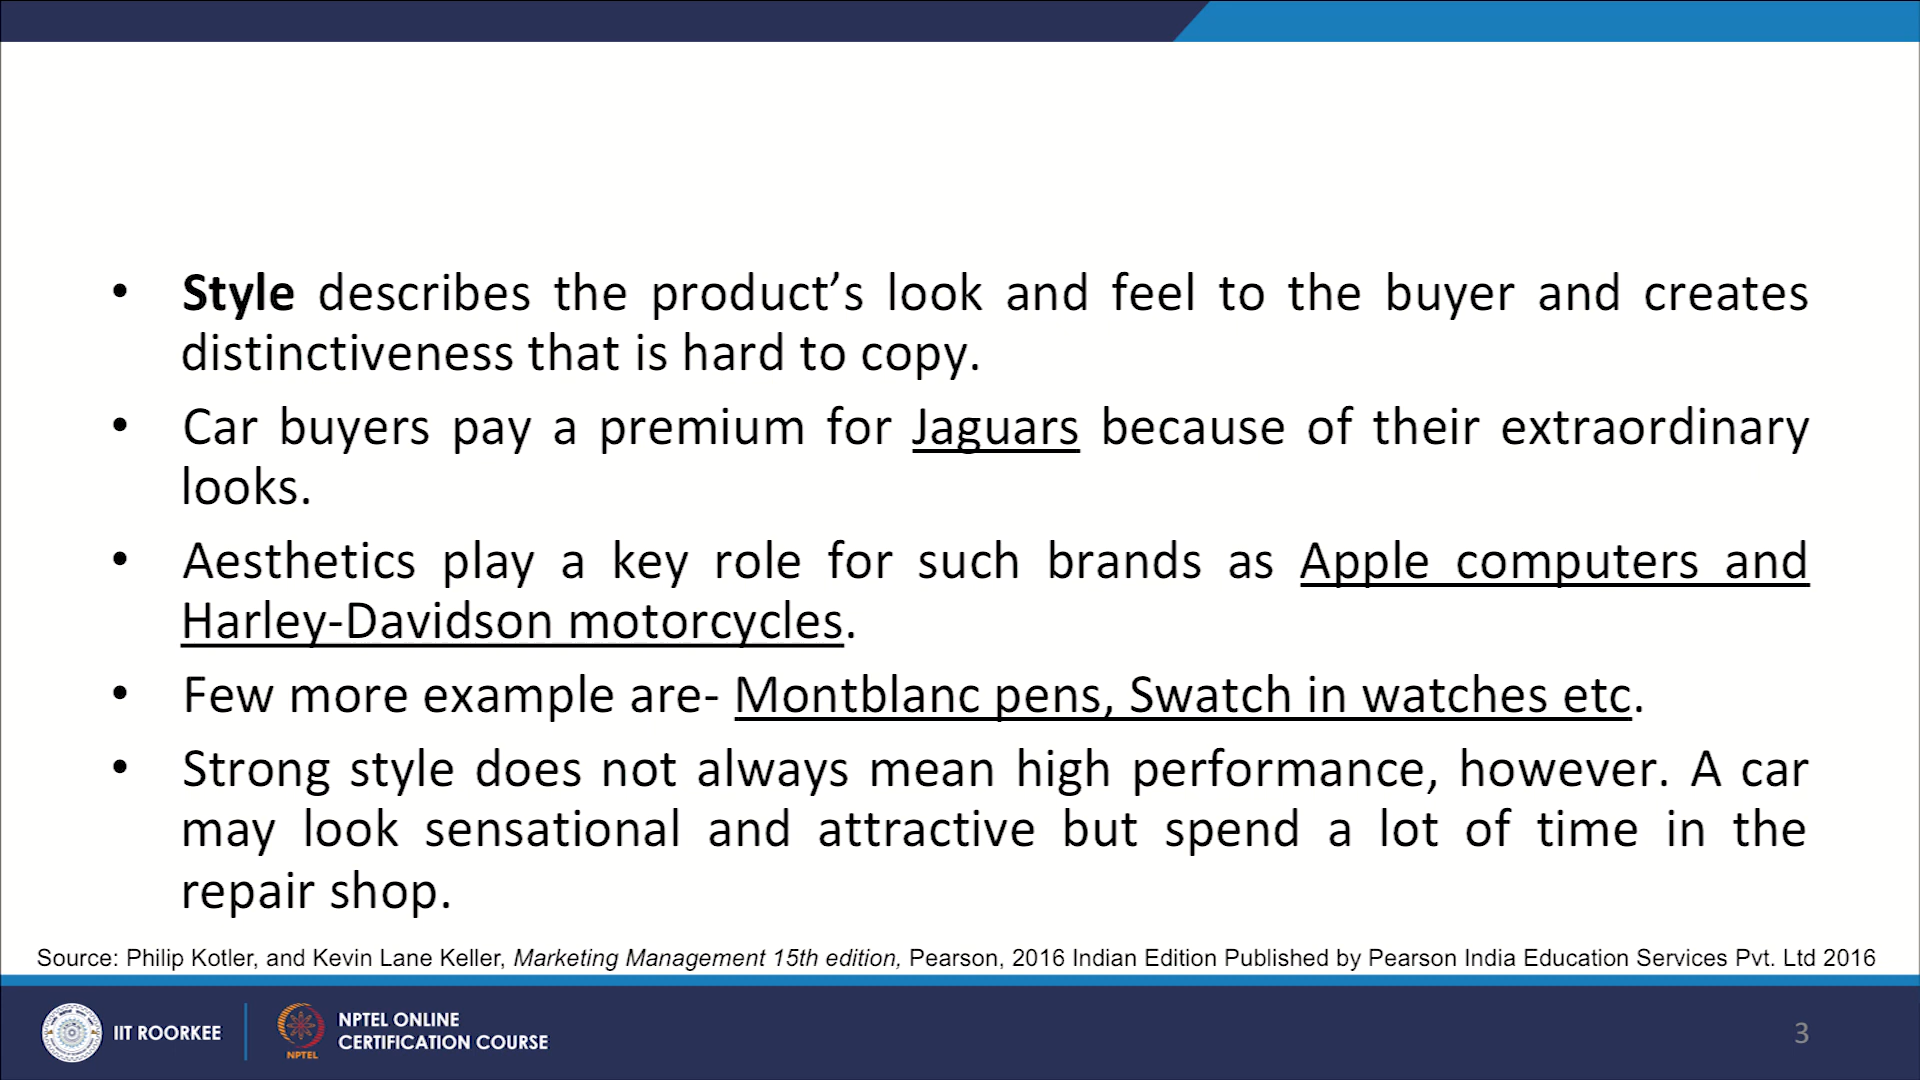 • Style describes the product’s look and feel to the buyer and creates
distinctiveness that is hard to copy.
• Car buyers pay a premium for Jaguars because of their extraordinary
looks.
• Aesthetics play a key role for such brands as Apple computers and
Harley-Davidson motorcycles.
• Few more example are- Montblanc pens, Swatch in watches etc.
• Strong style does not always mean high performance, however. A car
may look sensational and attractive but spend a lot of time in the
repair shop.
Source: Philip Kotler, and Kevin Lane Keller, Marketing Management 15th edition, Pearson, 2016 Indian Edition Published by Pearson India Education Services Pvt. Ltd 2016
IIT ROORKEE
NPTEL
NPTEL ONLINE
CERTIFICATION COURSE
3